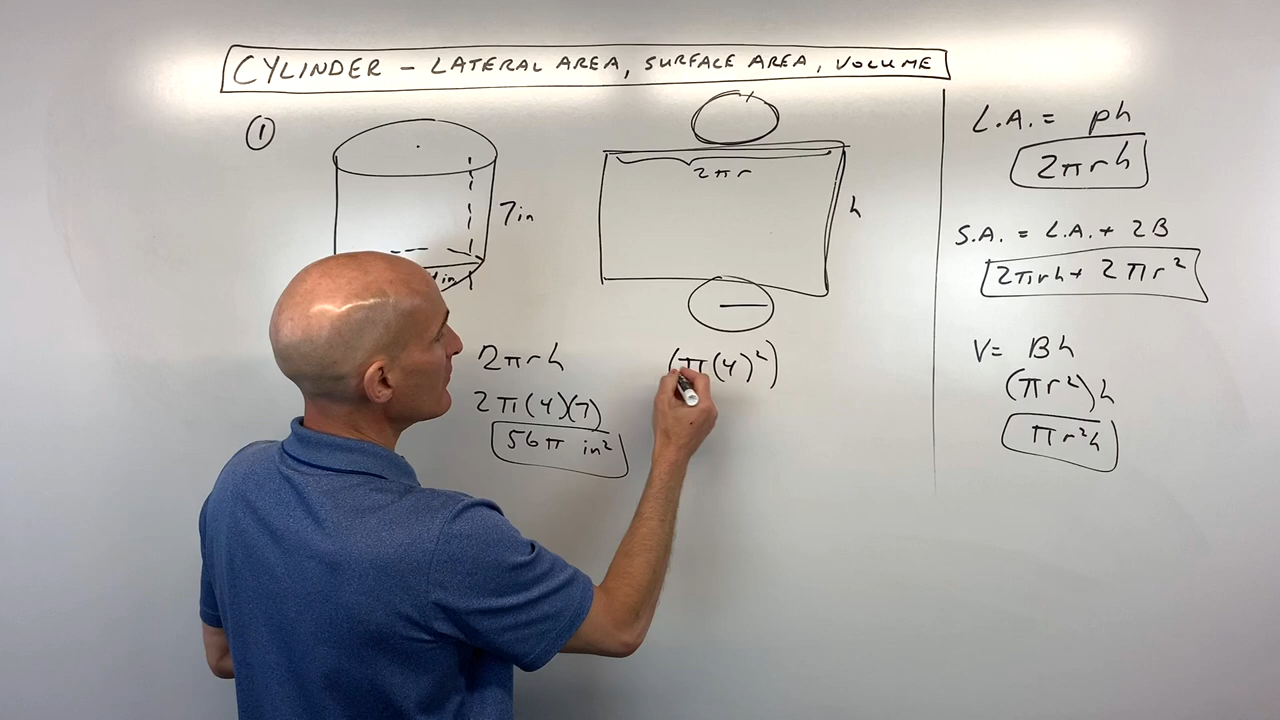 CYLINDER – LATERAL AREA, SURFACE AREA, VOLUME
①
7in
in
2πr
h
2πrh
2π(4)(7)
56π in²
(π(4)²)
L.A. = ph
2πrh
S.A. = L.A. + 2B
2πrh + 2πr²
V = Bh
(πr²)h
πr²h